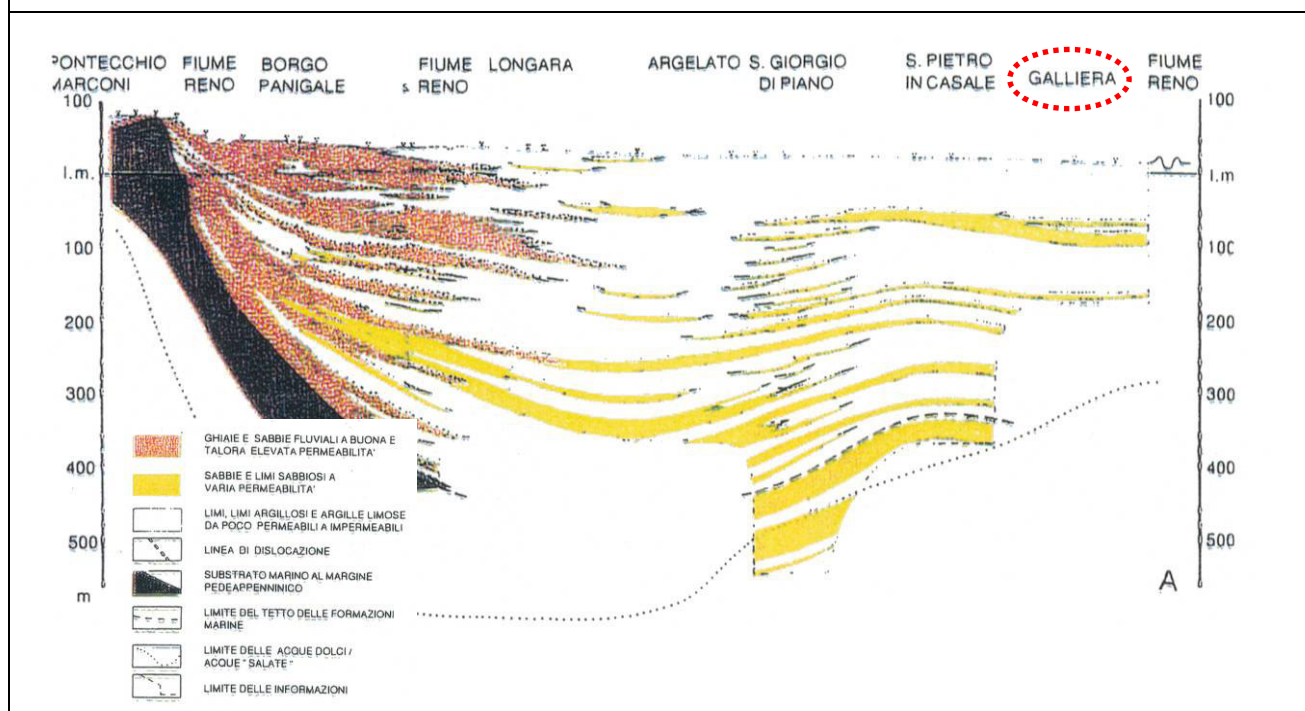 PONTECCHIO MARCONI
FIUME RENO
BORGO PANIGALE
FIUME
s. RENO
LONGARA
ARGELATO
S. GIORGIO DI PIANO
S. PIETRO IN CASALE
GALLIERA
FIUME RENO
100
l.m.
100
200
300
400
500
m
100
l.m
100
200
300
400
500
A
GHIAIE E SABBIE FLUVIALI A BUONA E
TALORA ELEVATA PERMEABILITA'
SABBIE E LIMI SABBIOSI A
VARIA PERMEABILITA'
LIMI, LIMI ARGILLOSI E ARGILLE LIMOSE
DA POCO PERMEABILI A IMPERMEABILI
LINEA DI DISLOCAZIONE
SUBSTRATO MARINO AL MARGINE
PEDEAPPENNINICO
LIMITE DEL TETTO DELLE FORMAZIONI
MARINE
LIMITE DELLE ACQUE DOLCI /
ACQUE "SALATE"
LIMITE DELLE INFORMAZIONI